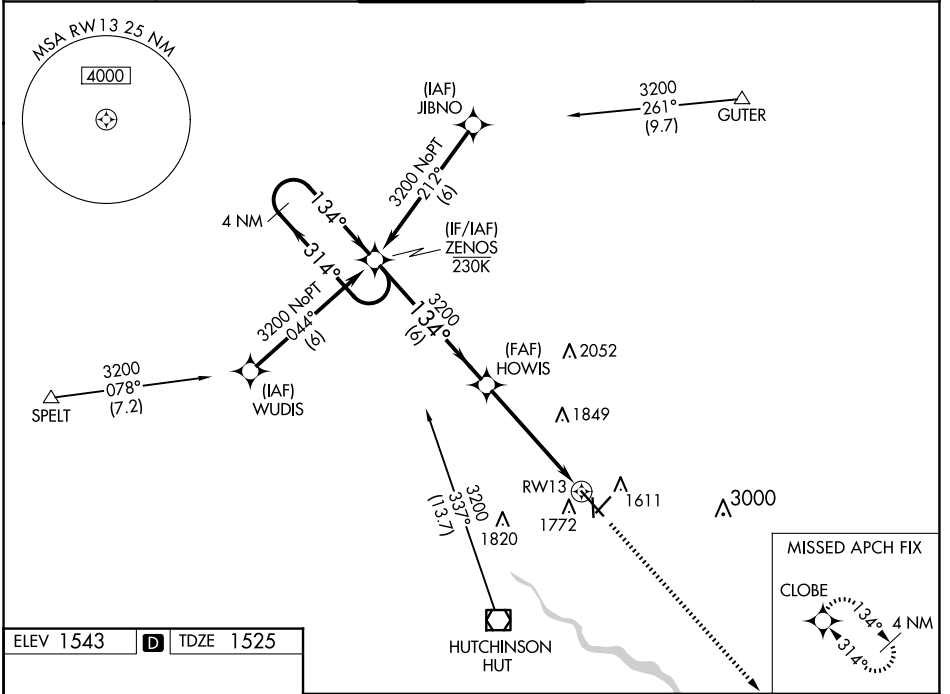 MSA RW13 25 NM
4000
(IAF)
JIBNO
3200
261°
(9.7)
GUTER
3200 NoPT
212°
(6)
4 NM
134°
314°
(IF/IAF)
ZENOS
230K
3200 NoPT
044°
(6)
3200
134°
(6)
(FAF)
HOWIS
2052
3200
078°
(7.2)
SPELT
(IAF)
WUDIS
1849
RW13
1611
3000
1772
1820
3200
337°
(13.7)
HUTCHINSON
HUT
MISSED APCH FIX
CLOBE
134°
4 NM
314°
ELEV 1543 D TDZE 1525